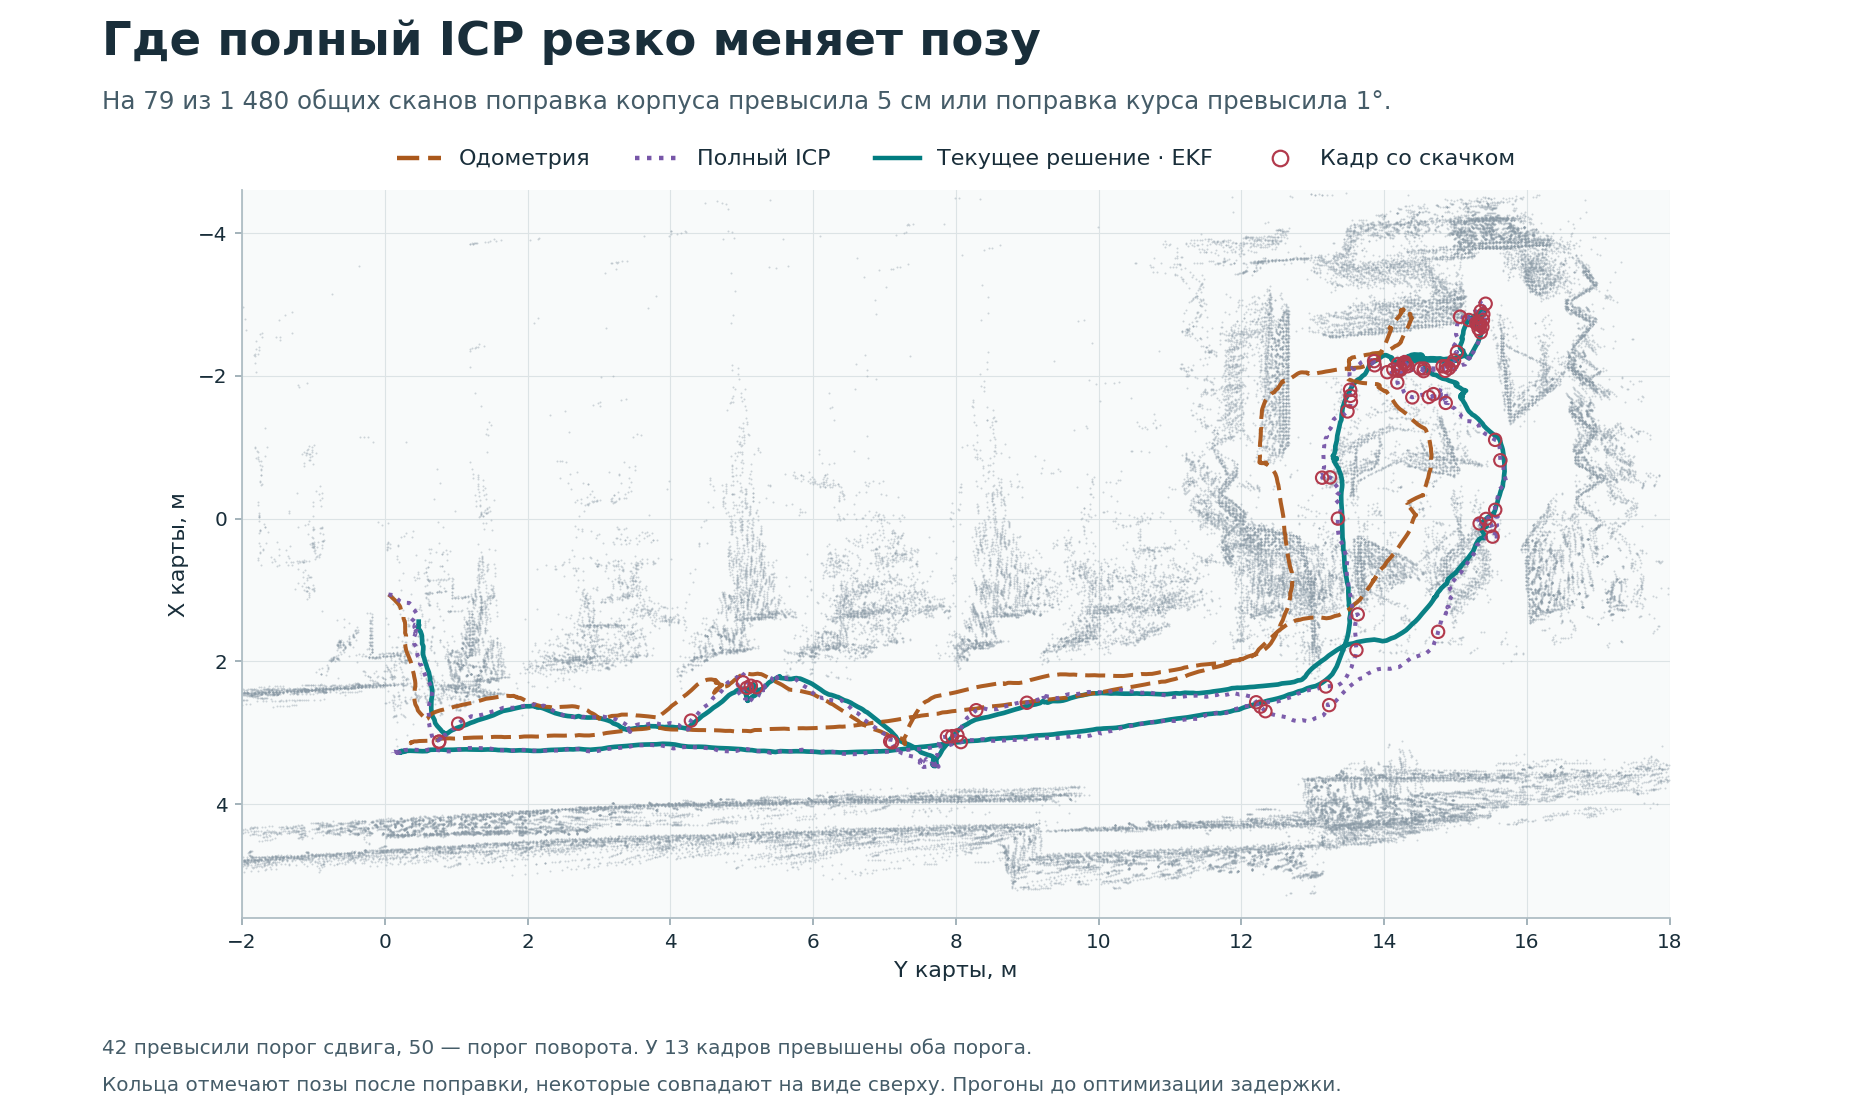 Где полный ICP резко меняет позу
На 79 из 1 480 общих сканов поправка корпуса превысила 5 см или поправка курса превысила 1°.
Одометрия
Полный ICP
Текущее решение · EKF
Кадр со скачком
−4
−2
0
2
4
X карты, м
−2
0
2
4
6
8
10
12
14
16
18
Y карты, м
42 превысили порог сдвига, 50 — порог поворота. У 13 кадров превышены оба порога.
Кольца отмечают позы после поправки, некоторые совпадают на виде сверху. Прогоны до оптимизации задержки.